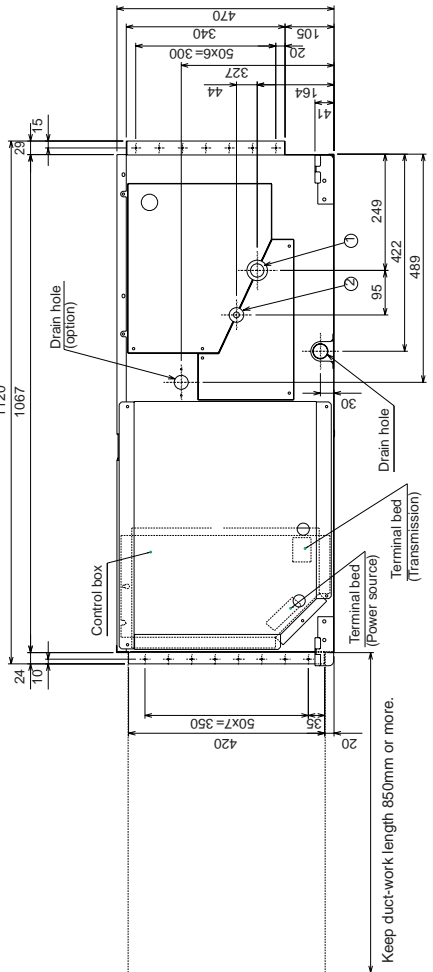 1120
1067
29
15
24
10
Drain hole
(option)
Control box
470
340
50x6=300
105
20
327
44
164
41
1
2
249
95
422
489
30
Drain hole
Terminal bed
(Transmission)
Terminal bed
(Power source)
420
50x7=350
35
20
Keep duct-work length 850mm or more.